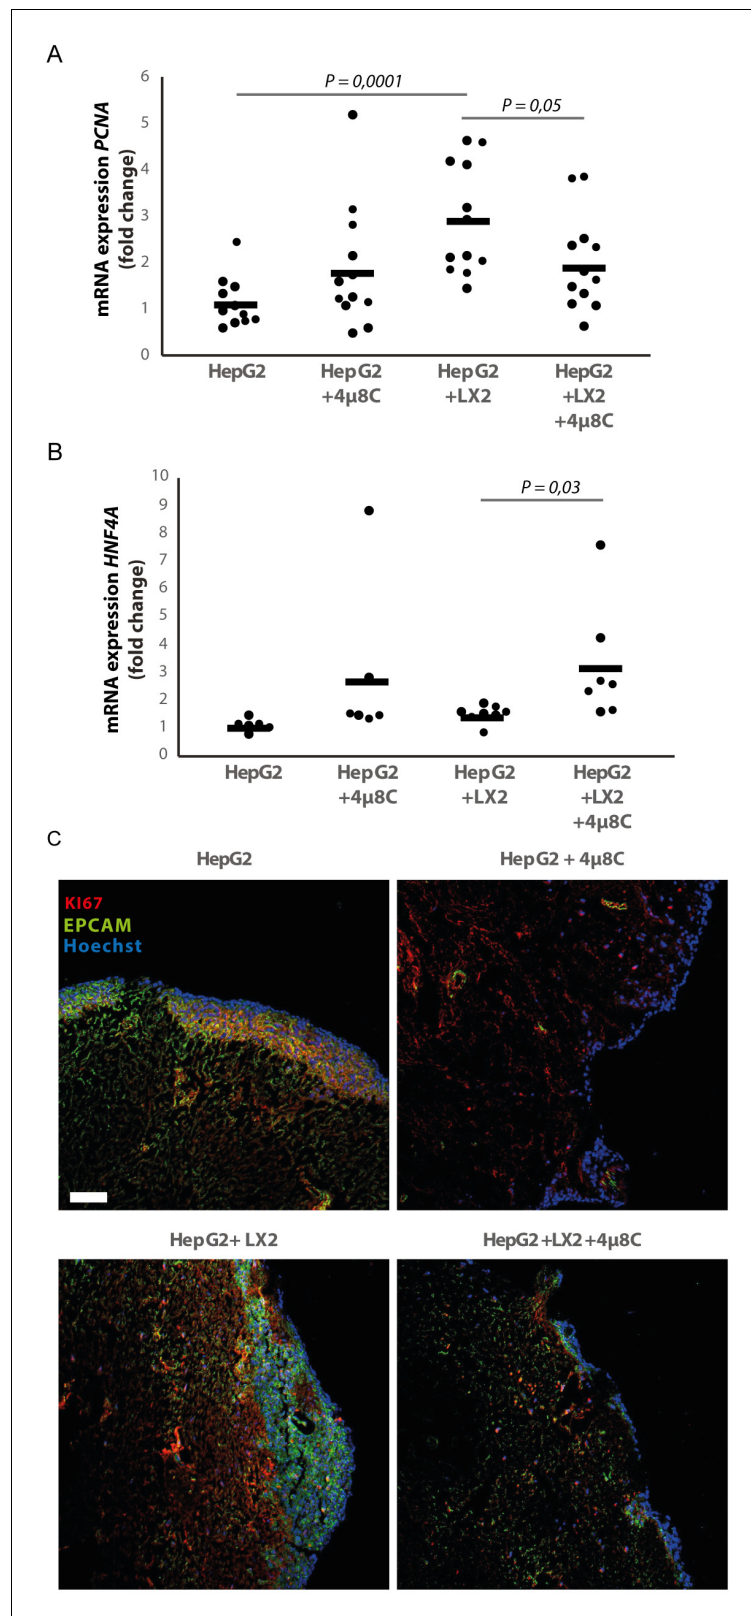 A
mRNA expression PCNA
(fold change)
6
5
4
3
2
1
0
P = 0,0001
P = 0,05
HepG2
HepG2
+4µ8C
HepG2
+LX2
HepG2
+LX2
+4µ8C
B
mRNA expression HNF4A
(fold change)
10
9
8
7
6
5
4
3
2
1
0
P = 0,03
HepG2
HepG2
+4µ8C
HepG2
+LX2
HepG2
+LX2
+4µ8C
C
HepG2
HepG2 + 4µ8C
KI67
EPCAM
Hoechst
HepG2+ LX2
HepG2 +LX2 +4µ8C